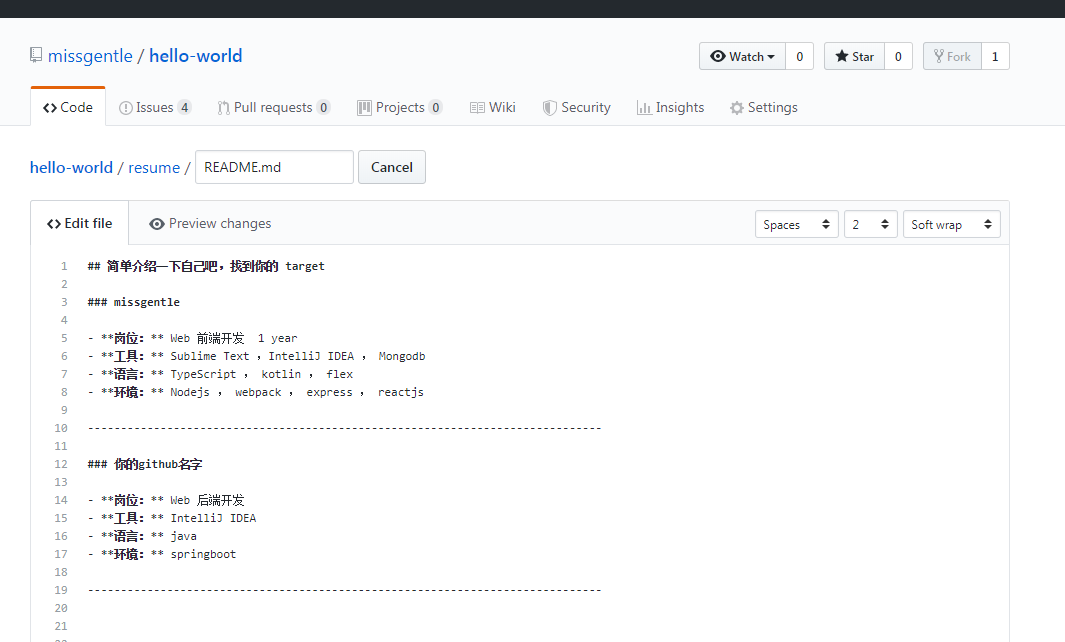 missgentle / hello-world
Watch 0 Star 0 Fork 1
Code Issues 4 Pull requests 0 Projects 0 Wiki Security Insights Settings
hello-world / resume / README.md Cancel
Edit file Preview changes Spaces 2 Soft wrap
1 ## 简单介绍一下自己吧，找到你的 target
2
3 ### missgentle
4
5 - **岗位：** Web 前端开发  1 year
6 - **工具：** Sublime Text ，IntelliJ IDEA ， Mongodb
7 - **语言：** TypeScript ， kotlin ， flex
8 - **环境：** Nodejs ， webpack ， express ， reactjs
9
10 ------------------------------------------------------------------------------
11
12 ### 你的github名字
13
14 - **岗位：** Web 后端开发
15 - **工具：** IntelliJ IDEA
16 - **语言：** java
17 - **环境：** springboot
18
19 ------------------------------------------------------------------------------
20
21